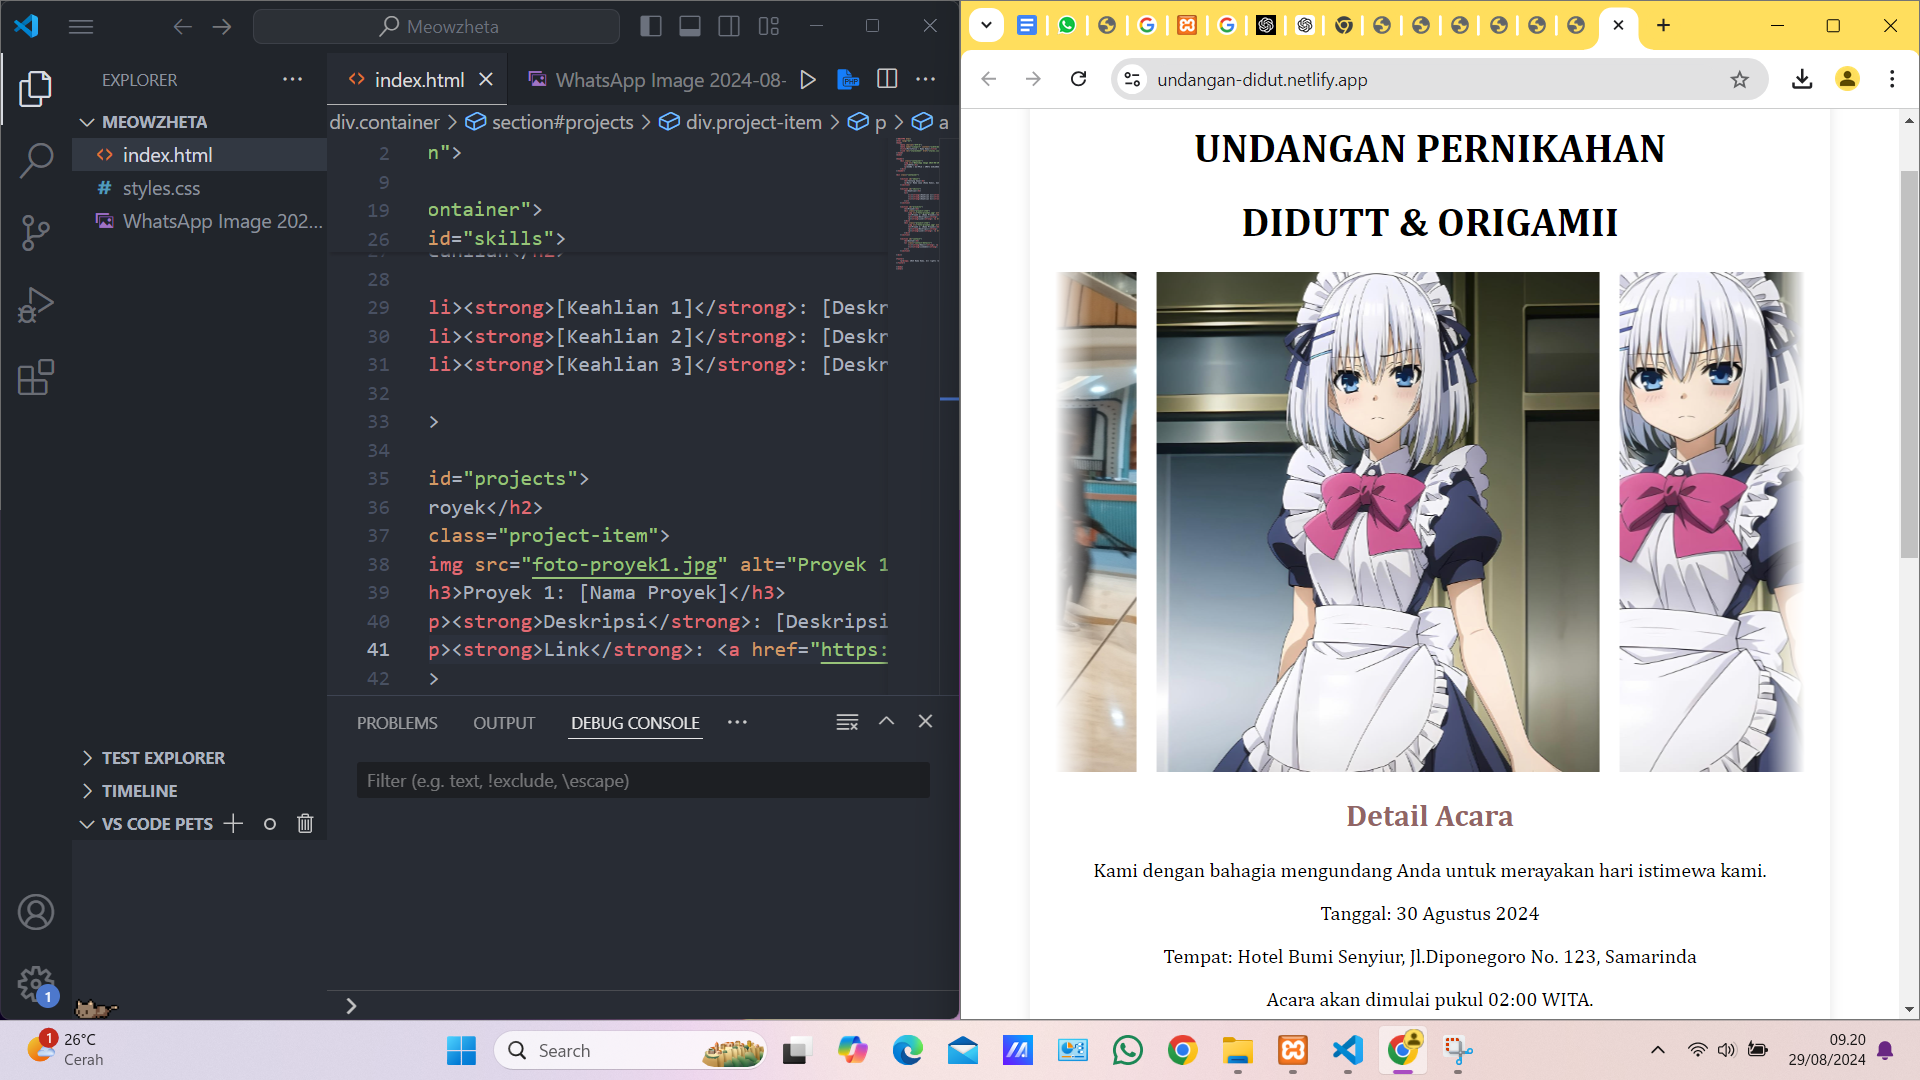 Meowzheta
EXPLORER
MEOWZHETA
index.html
styles.css
WhatsApp Image 202...
TEST EXPLORER
TIMELINE
VS CODE PETS
1
index.html
WhatsApp Image 2024-08-
div.container > section#projects > div.project-item > p > a
2 n">
9
19 ontainer">
26 id="skills">
28
29 li><strong>[Keahlian 1]</strong>: [Deskr
30 li><strong>[Keahlian 2]</strong>: [Deskr
31 li><strong>[Keahlian 3]</strong>: [Deskr
32
33 >
34
35 id="projects">
36 royek</h2>
37 class="project-item">
38 img src="foto-proyek1.jpg" alt="Proyek 1
39 h3>Proyek 1: [Nama Proyek]</h3>
40 p><strong>Deskripsi</strong>: [Deskripsi
41 p><strong>Link</strong>: <a href="https:
42 >
PROBLEMS OUTPUT DEBUG CONSOLE
Filter (e.g. text, !exclude, \escape)
undangan-didut.netlify.app
UNDANGAN PERNIKAHAN
DIDUTT & ORIGAMII
Detail Acara
Kami dengan bahagia mengundang Anda untuk merayakan hari istimewa kami.
Tanggal: 30 Agustus 2024
Tempat: Hotel Bumi Senyiur, Jl.Diponegoro No. 123, Samarinda
Acara akan dimulai pukul 02:00 WITA.
1
26°C
Cerah
Search
09.20
29/08/2024